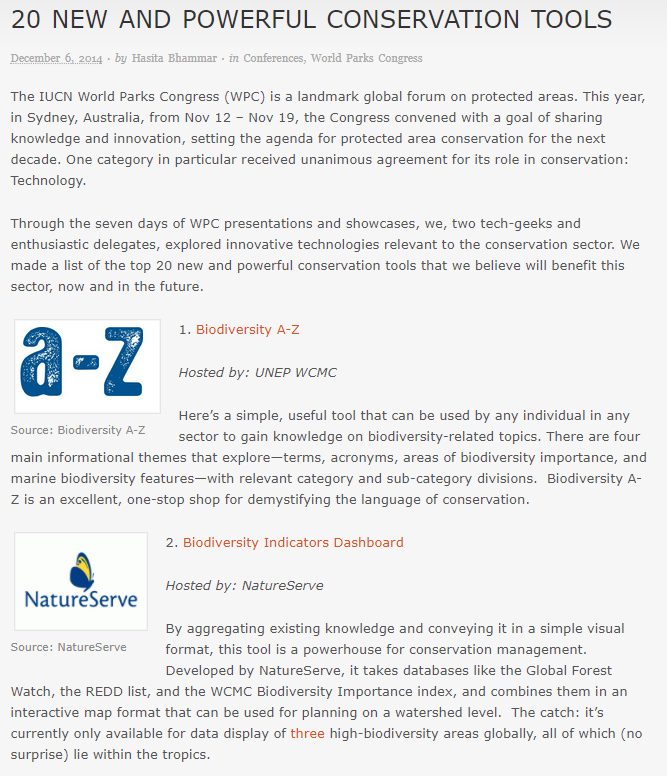 20 NEW AND POWERFUL CONSERVATION TOOLS
December 6, 2014 · by Hasita Bhammar · in Conferences, World Parks Congress
The IUCN World Parks Congress (WPC) is a landmark global forum on protected areas. This year,
in Sydney, Australia, from Nov 12 – Nov 19, the Congress convened with a goal of sharing
knowledge and innovation, setting the agenda for protected area conservation for the next
decade. One category in particular received unanimous agreement for its role in conservation:
Technology.
Through the seven days of WPC presentations and showcases, we, two tech-geeks and
enthusiastic delegates, explored innovative technologies relevant to the conservation sector. We
made a list of the top 20 new and powerful conservation tools that we believe will benefit this
sector, now and in the future.
a-z
Source: Biodiversity A-Z
1. Biodiversity A-Z
Hosted by: UNEP WCMC
Here's a simple, useful tool that can be used by any individual in any
sector to gain knowledge on biodiversity-related topics. There are four
main informational themes that explore—terms, acronyms, areas of biodiversity importance, and
marine biodiversity features—with relevant category and sub-category divisions.  Biodiversity A-
Z is an excellent, one-stop shop for demystifying the language of conservation.
NatureServe
Source: NatureServe
2. Biodiversity Indicators Dashboard
Hosted by: NatureServe
By aggregating existing knowledge and conveying it in a simple visual
format, this tool is a powerhouse for conservation management.
Developed by NatureServe, it takes databases like the Global Forest
Watch, the REDD list, and the WCMC Biodiversity Importance index, and combines them in an
interactive map format that can be used for planning on a watershed level.  The catch: it's
currently only available for data display of three high-biodiversity areas globally, all of which (no
surprise) lie within the tropics.